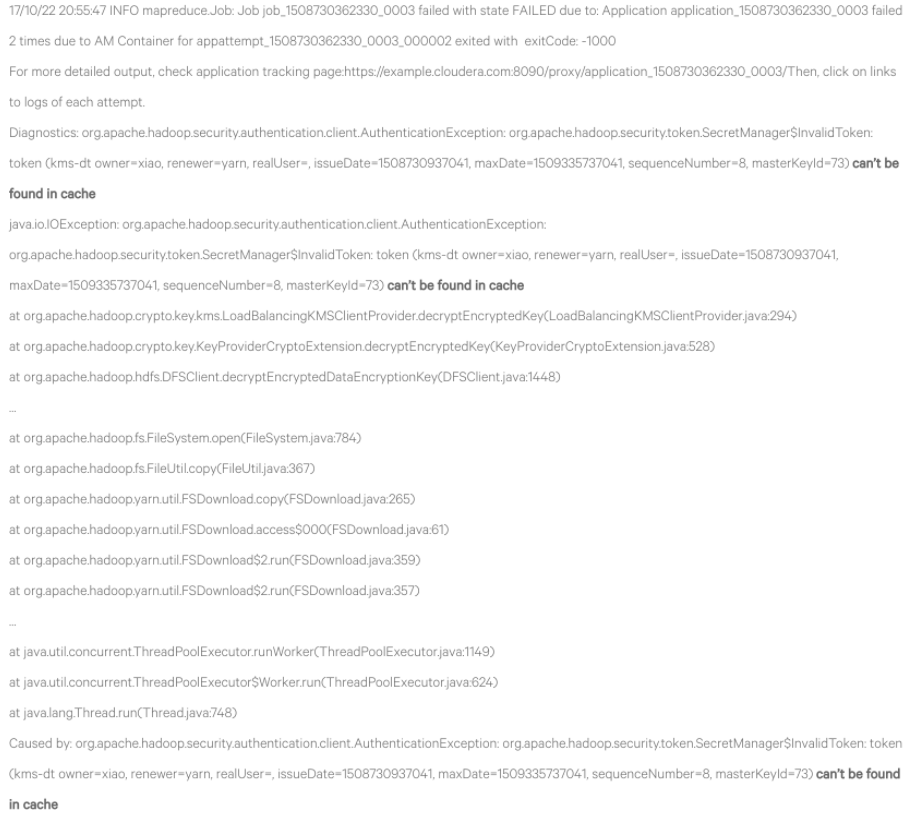 17/10/22 20:55:47 INFO mapreduce.Job: Job job_1508730362330_0003 failed with state FAILED due to: Application application_1508730362330_0003 failed
2 times due to AM Container for appattempt_1508730362330_0003_000002 exited with  exitCode: -1000
For more detailed output, check application tracking page:https://example.cloudera.com:8090/proxy/application_1508730362330_0003/Then, click on links
to logs of each attempt.
Diagnostics: org.apache.hadoop.security.authentication.client.AuthenticationException: org.apache.hadoop.security.token.SecretManager$InvalidToken:
token (kms-dt owner=xiao, renewer=yarn, realUser=, issueDate=1508730937041, maxDate=1509335737041, sequenceNumber=8, masterKeyId=73) can't be
found in cache
java.io.IOException: org.apache.hadoop.security.authentication.client.AuthenticationException:
org.apache.hadoop.security.token.SecretManager$InvalidToken: token (kms-dt owner=xiao, renewer=yarn, realUser=, issueDate=1508730937041,
maxDate=1509335737041, sequenceNumber=8, masterKeyId=73) can't be found in cache
at org.apache.hadoop.crypto.key.kms.LoadBalancingKMSClientProvider.decryptEncryptedKey(LoadBalancingKMSClientProvider.java:294)
at org.apache.hadoop.crypto.key.KeyProviderCryptoExtension.decryptEncryptedKey(KeyProviderCryptoExtension.java:528)
at org.apache.hadoop.hdfs.DFSClient.decryptEncryptedDataEncryptionKey(DFSClient.java:1448)
...
at org.apache.hadoop.fs.FileSystem.open(FileSystem.java:784)
at org.apache.hadoop.fs.FileUtil.copy(FileUtil.java:367)
at org.apache.hadoop.yarn.util.FSDownload.copy(FSDownload.java:265)
at org.apache.hadoop.yarn.util.FSDownload.access$000(FSDownload.java:61)
at org.apache.hadoop.yarn.util.FSDownload$2.run(FSDownload.java:359)
at org.apache.hadoop.yarn.util.FSDownload$2.run(FSDownload.java:357)
...
at java.util.concurrent.ThreadPoolExecutor.runWorker(ThreadPoolExecutor.java:1149)
at java.util.concurrent.ThreadPoolExecutor$Worker.run(ThreadPoolExecutor.java:624)
at java.lang.Thread.run(Thread.java:748)
Caused by: org.apache.hadoop.security.authentication.client.AuthenticationException: org.apache.hadoop.security.token.SecretManager$InvalidToken: token
(kms-dt owner=xiao, renewer=yarn, realUser=, issueDate=1508730937041, maxDate=1509335737041, sequenceNumber=8, masterKeyId=73) can't be found
in cache